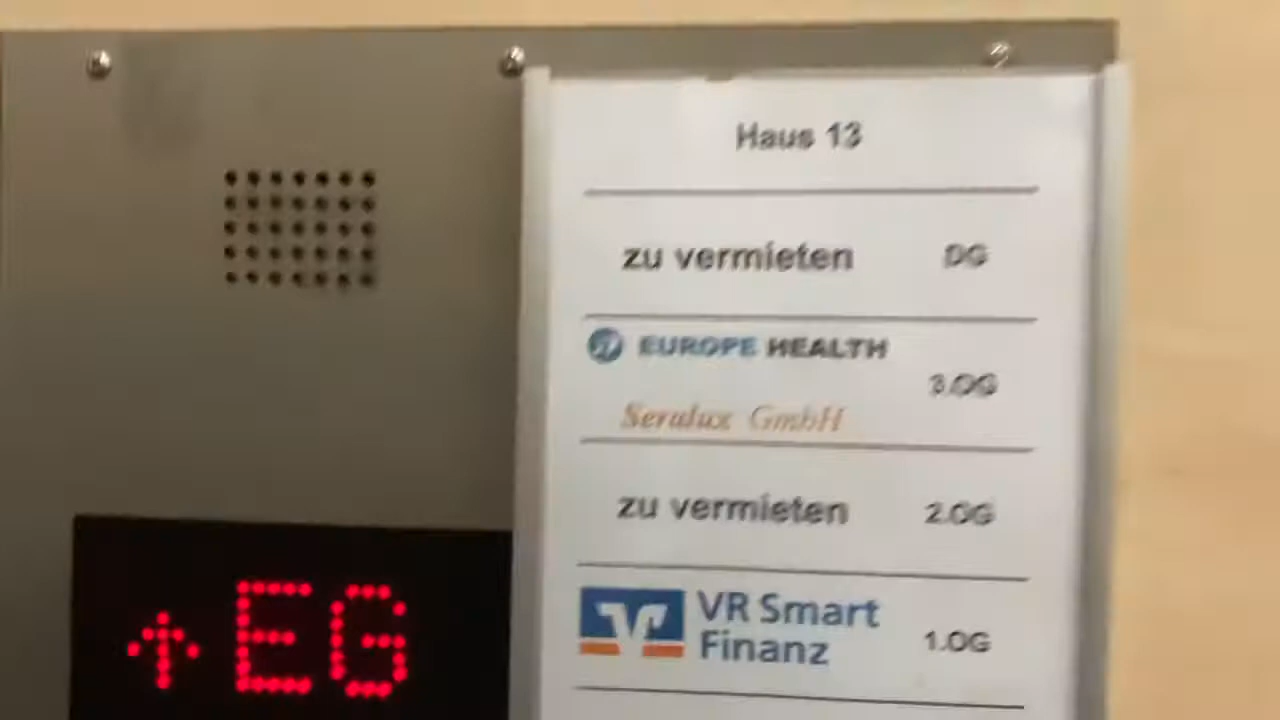 Haus 13
zu vermieten DG
EUROPE HEALTH
3.OG
Seralux GmbH
zu vermieten 2.OG
VR Smart
Finanz
1.OG
↑EG